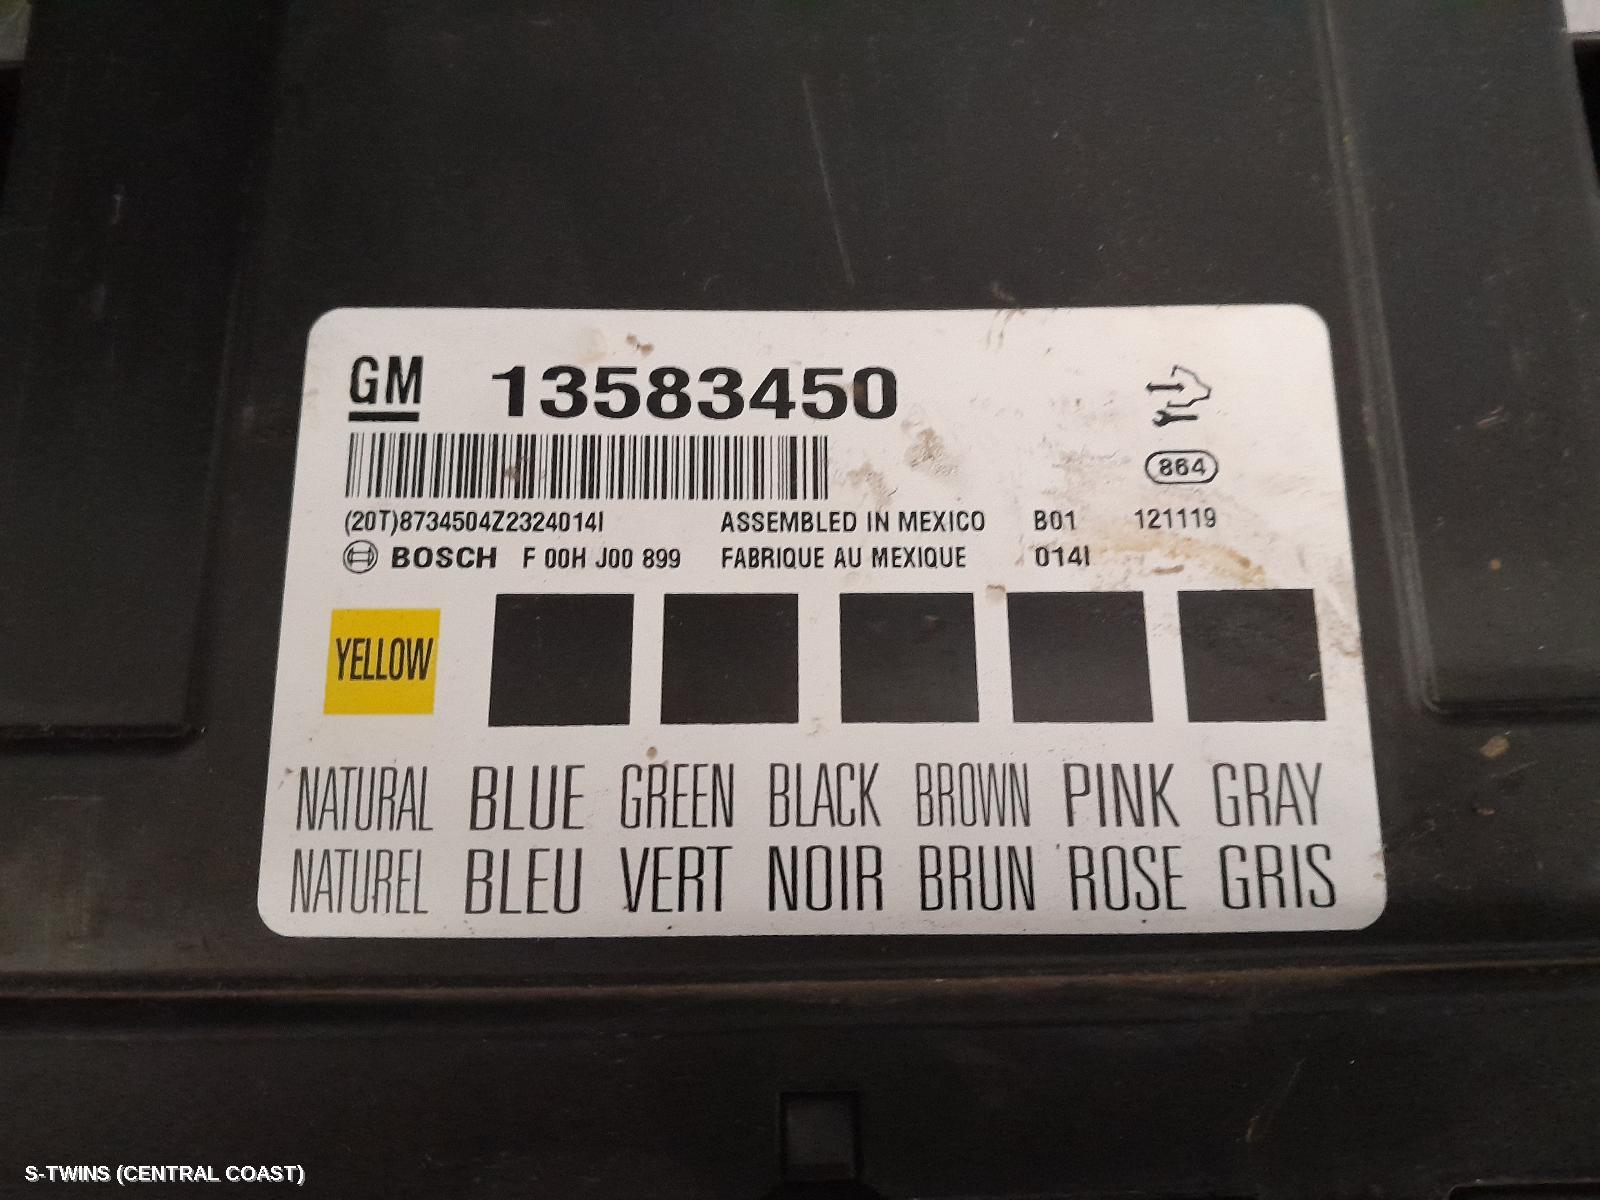 GM 13583450
864
(20T)8734504Z2324014I ASSEMBLED IN MEXICO B01 121119
BOSCH F 00H J00 899 FABRIQUE AU MEXIQUE 014I
YELLOW
NATURAL BLUE GREEN BLACK BROWN PINK GRAY
NATUREL BLEU VERT NOIR BRUN ROSE GRIS
S-TWINS (CENTRAL COAST)